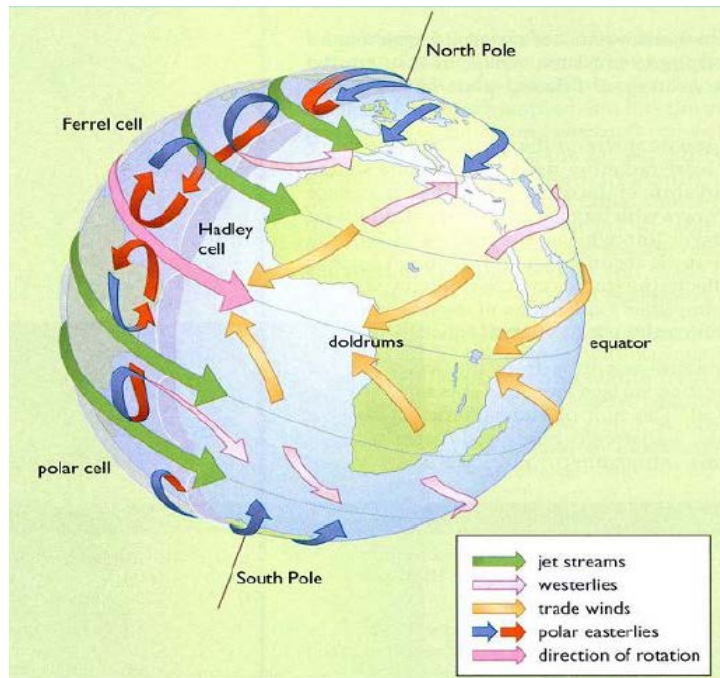 North Pole
Ferrel cell
Hadley
cell
doldrums
equator
polar cell
South Pole
jet streams
westerlies
trade winds
polar easterlies
direction of rotation